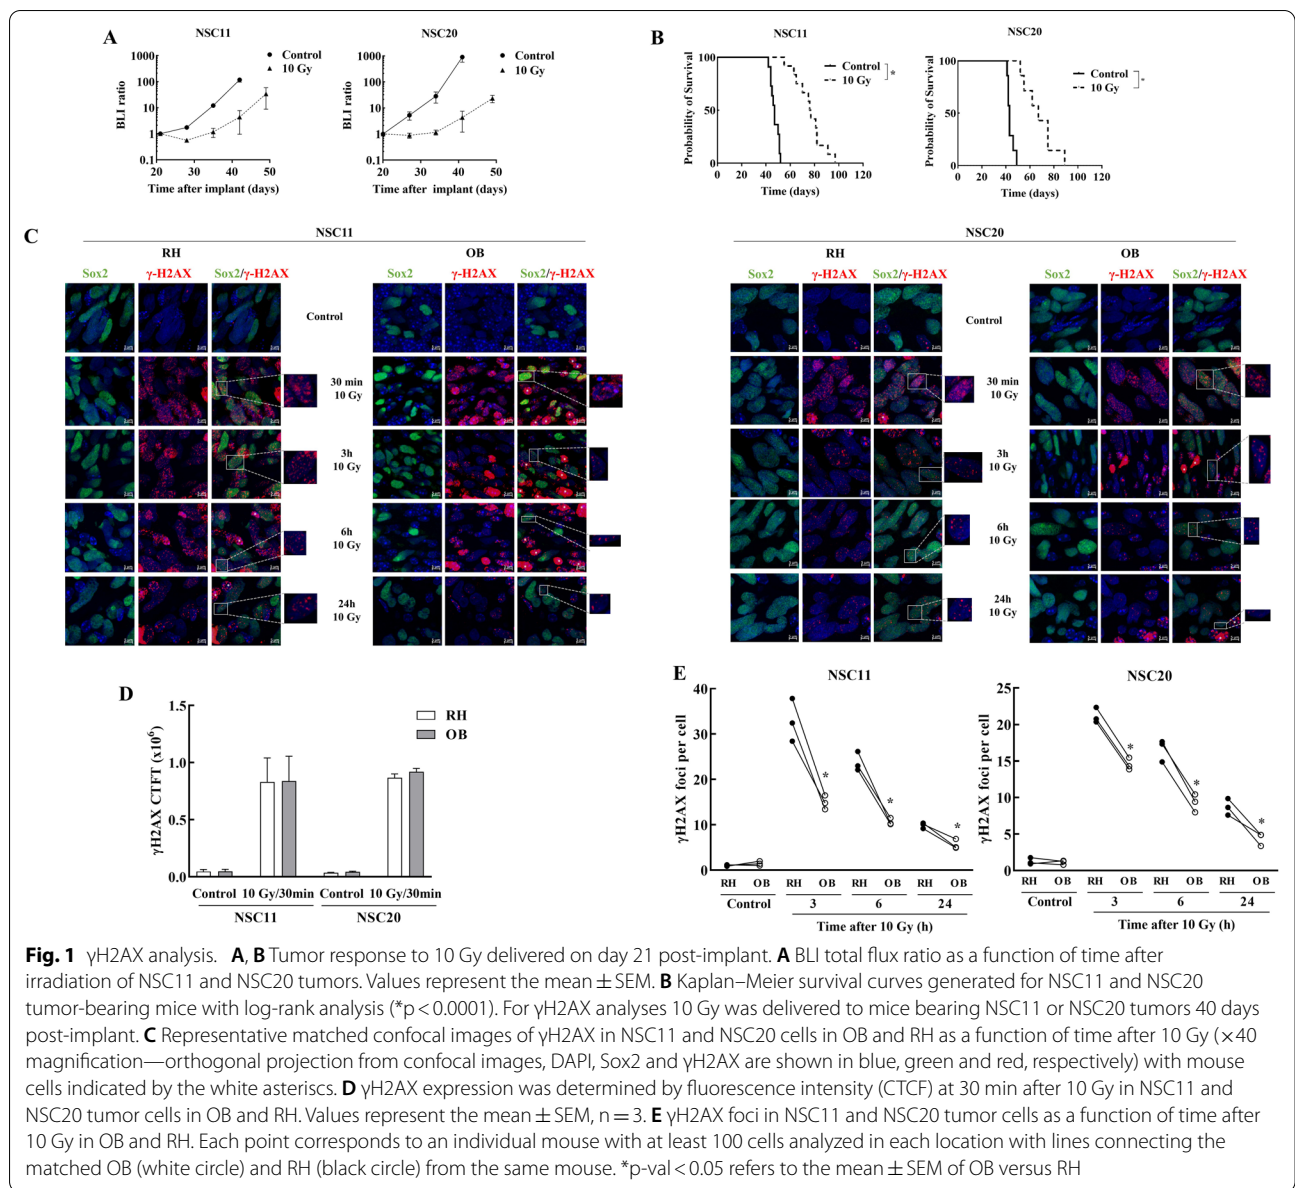 A
NSC11
BLI ratio
1000
100
10
1
0.1
20
30
40
50
Time after implant (days)
Control
10 Gy
NSC20
BLI ratio
1000
100
10
1
0.1
20
30
40
50
Time after implant (days)
Control
10 Gy
B
NSC11
Probability of Survival
100
50
0
0 20 40 60 80 100 120
Time (days)
Control
10 Gy
*
NSC20
Probability of Survival
100
50
0
0 20 40 60 80 100 120
Time (days)
Control
10 Gy
*
C
NSC11
RH
OB
Sox2 γ-H2AX Sox2/γ-H2AX
Sox2 γ-H2AX Sox2/γ-H2AX
Control
30 min
10 Gy
3h
10 Gy
6h
10 Gy
24h
10 Gy
NSC20
RH
OB
Sox2 γ-H2AX Sox2/γ-H2AX
Sox2 γ-H2AX Sox2/γ-H2AX
Control
30 min
10 Gy
3h
10 Gy
6h
10 Gy
24h
10 Gy
D
γH2AX CTFT (x10⁶)
1.5
1.0
0.5
0.0
RH
OB
Control 10 Gy/30min Control 10 Gy/30min
NSC11 NSC20
E
NSC11
γH2AX foci per cell
40
30
20
10
0
* * *
RH OB RH OB RH OB RH OB
Control 3 6 24
Time after 10 Gy (h)
NSC20
γH2AX foci per cell
25
20
15
10
5
0
* * *
RH OB RH OB RH OB RH OB
Control 3 6 24
Time after 10 Gy (h)
Fig. 1 γH2AX analysis. A, B Tumor response to 10 Gy delivered on day 21 post-implant. A BLI total flux ratio as a function of time after
irradiation of NSC11 and NSC20 tumors. Values represent the mean ± SEM. B Kaplan–Meier survival curves generated for NSC11 and NSC20
tumor-bearing mice with log-rank analysis (*p < 0.0001). For γH2AX analyses 10 Gy was delivered to mice bearing NSC11 or NSC20 tumors 40 days
post-implant. C Representative matched confocal images of γH2AX in NSC11 and NSC20 cells in OB and RH as a function of time after 10 Gy (×40
magnification—orthogonal projection from confocal images, DAPI, Sox2 and γH2AX are shown in blue, green and red, respectively) with mouse
cells indicated by the white asteriscs. D γH2AX expression was determined by fluorescence intensity (CTCF) at 30 min after 10 Gy in NSC11 and
NSC20 tumor cells in OB and RH. Values represent the mean ± SEM, n = 3. E γH2AX foci in NSC11 and NSC20 tumor cells as a function of time after
10 Gy in OB and RH. Each point corresponds to an individual mouse with at least 100 cells analyzed in each location with lines connecting the
matched OB (white circle) and RH (black circle) from the same mouse. *p-val < 0.05 refers to the mean ± SEM of OB versus RH